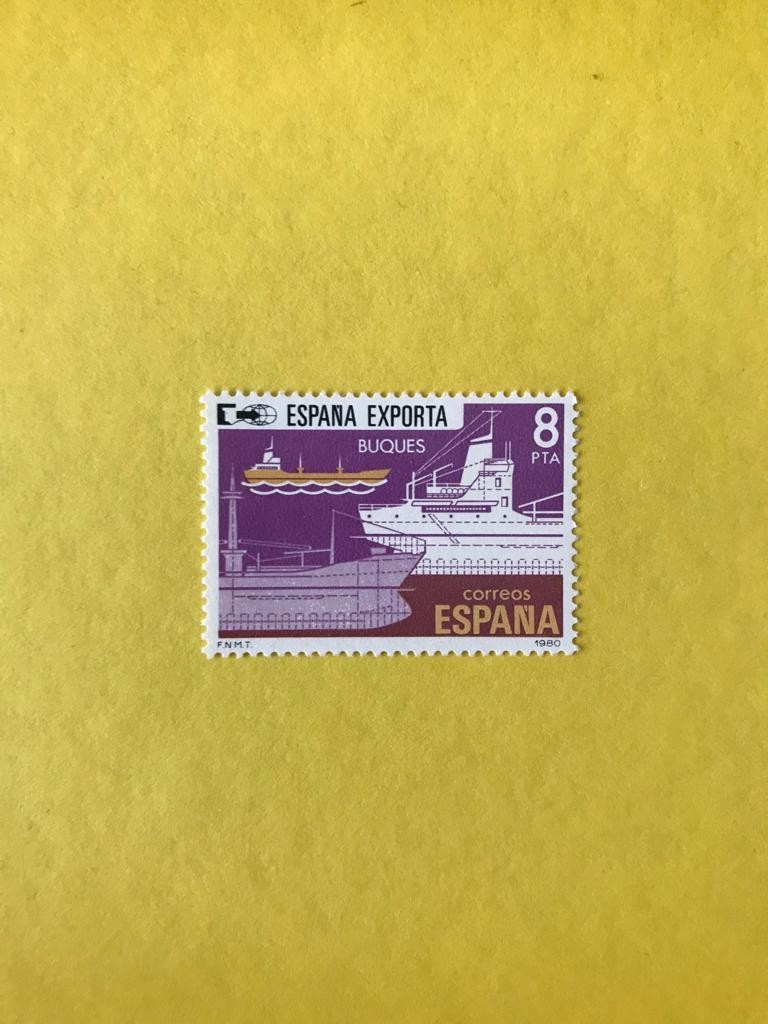 ESPAÑA EXPORTA
8
PTA
BUQUES
correos
ESPAÑA
F.N.M.T.
1980